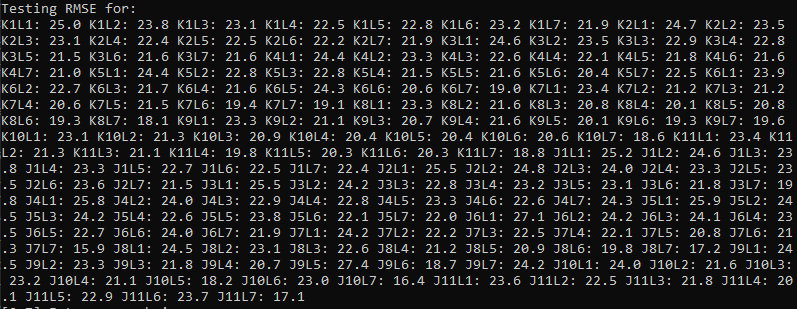 Testing RMSE for:
K1L1: 25.0 K1L2: 23.8 K1L3: 23.1 K1L4: 22.5 K1L5: 22.8 K1L6: 23.2 K1L7: 21.9 K2L1: 24.7 K2L2: 23.5
K2L3: 23.1 K2L4: 22.4 K2L5: 22.5 K2L6: 22.2 K2L7: 21.9 K3L1: 24.6 K3L2: 23.5 K3L3: 22.9 K3L4: 22.8
K3L5: 21.5 K3L6: 21.6 K3L7: 21.6 K4L1: 24.4 K4L2: 23.3 K4L3: 22.6 K4L4: 22.1 K4L5: 21.8 K4L6: 21.6
K4L7: 21.0 K5L1: 24.4 K5L2: 22.8 K5L3: 22.8 K5L4: 21.5 K5L5: 21.6 K5L6: 20.4 K5L7: 22.5 K6L1: 23.9
K6L2: 22.7 K6L3: 21.7 K6L4: 21.6 K6L5: 24.3 K6L6: 20.6 K6L7: 19.0 K7L1: 23.4 K7L2: 21.2 K7L3: 21.2
K7L4: 20.6 K7L5: 21.5 K7L6: 19.4 K7L7: 19.1 K8L1: 23.3 K8L2: 21.6 K8L3: 20.8 K8L4: 20.1 K8L5: 20.8
K8L6: 19.3 K8L7: 18.1 K9L1: 23.3 K9L2: 21.1 K9L3: 20.7 K9L4: 21.6 K9L5: 20.1 K9L6: 19.3 K9L7: 19.6
K10L1: 23.1 K10L2: 21.3 K10L3: 20.9 K10L4: 20.4 K10L5: 20.4 K10L6: 20.6 K10L7: 18.6 K11L1: 23.4 K11
L2: 21.3 K11L3: 21.1 K11L4: 19.8 K11L5: 20.3 K11L6: 20.3 K11L7: 18.8 J1L1: 25.2 J1L2: 24.6 J1L3: 23
.8 J1L4: 23.3 J1L5: 22.7 J1L6: 22.5 J1L7: 22.4 J2L1: 25.5 J2L2: 24.8 J2L3: 24.0 J2L4: 23.3 J2L5: 23
.5 J2L6: 23.6 J2L7: 21.5 J3L1: 25.5 J3L2: 24.2 J3L3: 22.8 J3L4: 23.2 J3L5: 23.1 J3L6: 21.8 J3L7: 19
.8 J4L1: 25.8 J4L2: 24.0 J4L3: 22.9 J4L4: 22.8 J4L5: 23.3 J4L6: 22.6 J4L7: 24.3 J5L1: 25.9 J5L2: 24
.5 J5L3: 24.2 J5L4: 22.6 J5L5: 23.8 J5L6: 22.1 J5L7: 22.0 J6L1: 27.1 J6L2: 24.2 J6L3: 24.1 J6L4: 23
.5 J6L5: 22.7 J6L6: 24.0 J6L7: 21.9 J7L1: 24.2 J7L2: 22.2 J7L3: 22.5 J7L4: 22.1 J7L5: 20.8 J7L6: 21
.3 J7L7: 15.9 J8L1: 24.5 J8L2: 23.1 J8L3: 22.6 J8L4: 21.2 J8L5: 20.9 J8L6: 19.8 J8L7: 17.2 J9L1: 24
.5 J9L2: 23.3 J9L3: 21.8 J9L4: 20.7 J9L5: 27.4 J9L6: 18.7 J9L7: 24.2 J10L1: 24.0 J10L2: 21.6 J10L3:
 23.2 J10L4: 21.1 J10L5: 18.2 J10L6: 23.0 J10L7: 16.4 J11L1: 23.6 J11L2: 22.5 J11L3: 21.8 J11L4: 20
.1 J11L5: 22.9 J11L6: 23.7 J11L7: 17.1